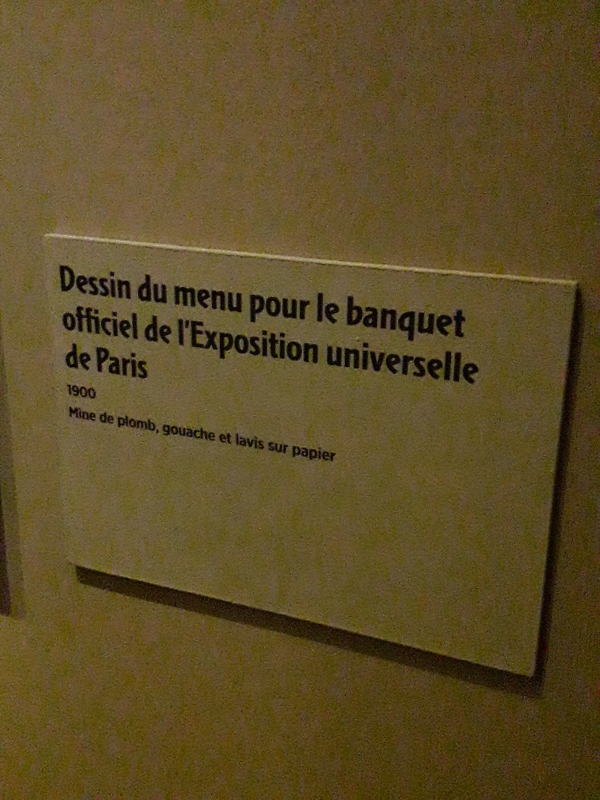 Dessin du menu pour le banquet
officiel de l'Exposition universelle
de Paris
1900
Mine de plomb, gouache et lavis sur papier